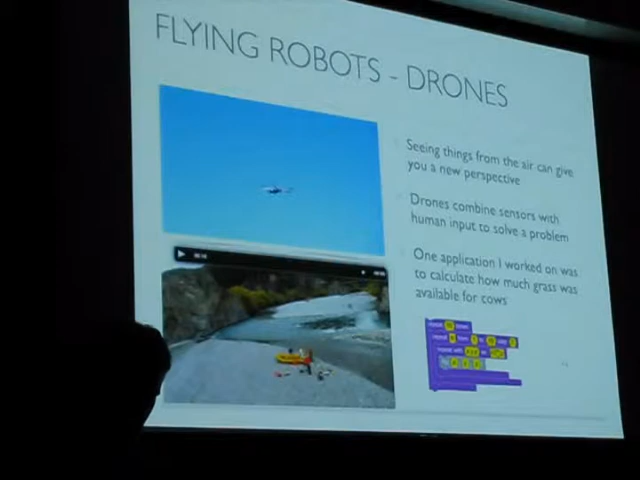 FLYING ROBOTS - DRONES
Seeing things from the air can give
you a new perspective
Drones combine sensors with
human input to solve a problem
One application I worked on was
to calculate how much grass was
available for cows